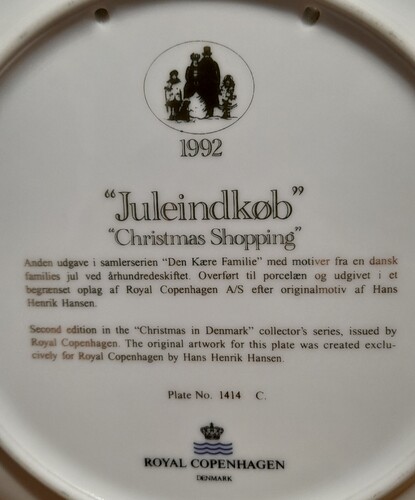 1992
"Juleindkøb"
"Christmas Shopping"
Anden udgave i samlerserien "Den Kære Familie" med motiver fra en dansk
families jul ved århundredeskiftet. Overført til porcelæn og udgivet i et
begrænset oplag af Royal Copenhagen A/S efter originalmotiv af Hans
Henrik Hansen.
Second edition in the "Christmas in Denmark" collector's series, issued by
Royal Copenhagen. The original artwork for this plate was created exclu-
cively for Royal Copenhagen by Hans Henrik Hansen.
Plate No. 1414 C.
ROYAL COPENHAGEN
DENMARK